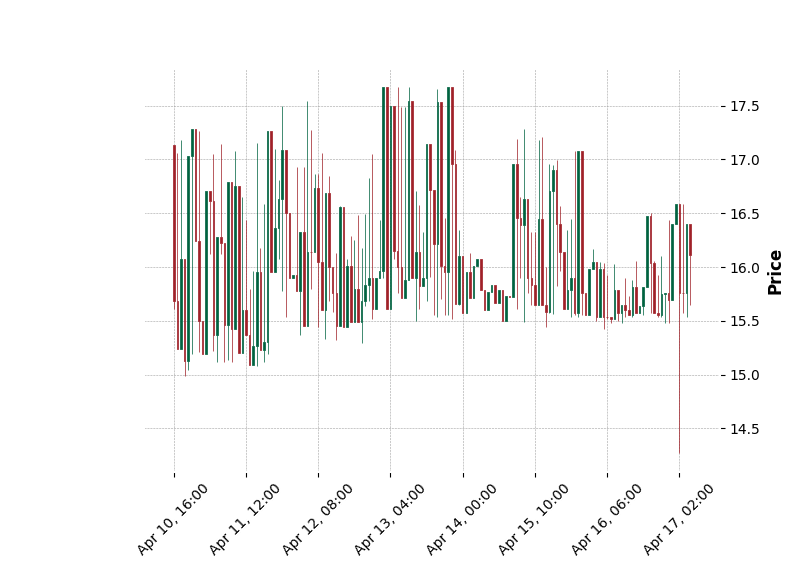 17.5
17.0
16.5
16.0
15.5
15.0
14.5
Price
Apr 10, 16:00
Apr 11, 12:00
Apr 12, 08:00
Apr 13, 04:00
Apr 14, 00:00
Apr 15, 10:00
Apr 16, 06:00
Apr 17, 02:00